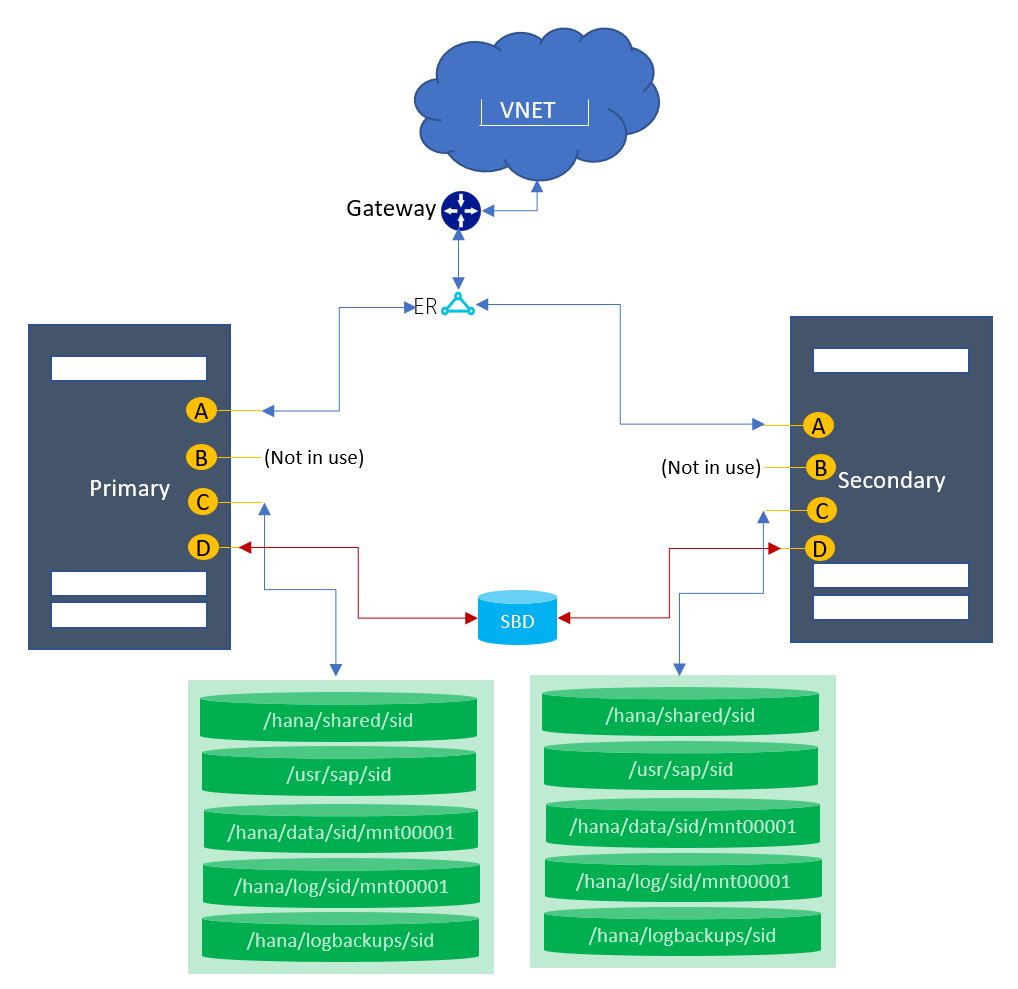 VNET
Gateway
ER
Primary
A
B
(Not in use)
C
D
A
(Not in use)
B
Secondary
C
D
SBD
/hana/shared/sid
/usr/sap/sid
/hana/data/sid/mnt00001
/hana/log/sid/mnt00001
/hana/logbackups/sid
/hana/shared/sid
/usr/sap/sid
/hana/data/sid/mnt00001
/hana/log/sid/mnt00001
/hana/logbackups/sid